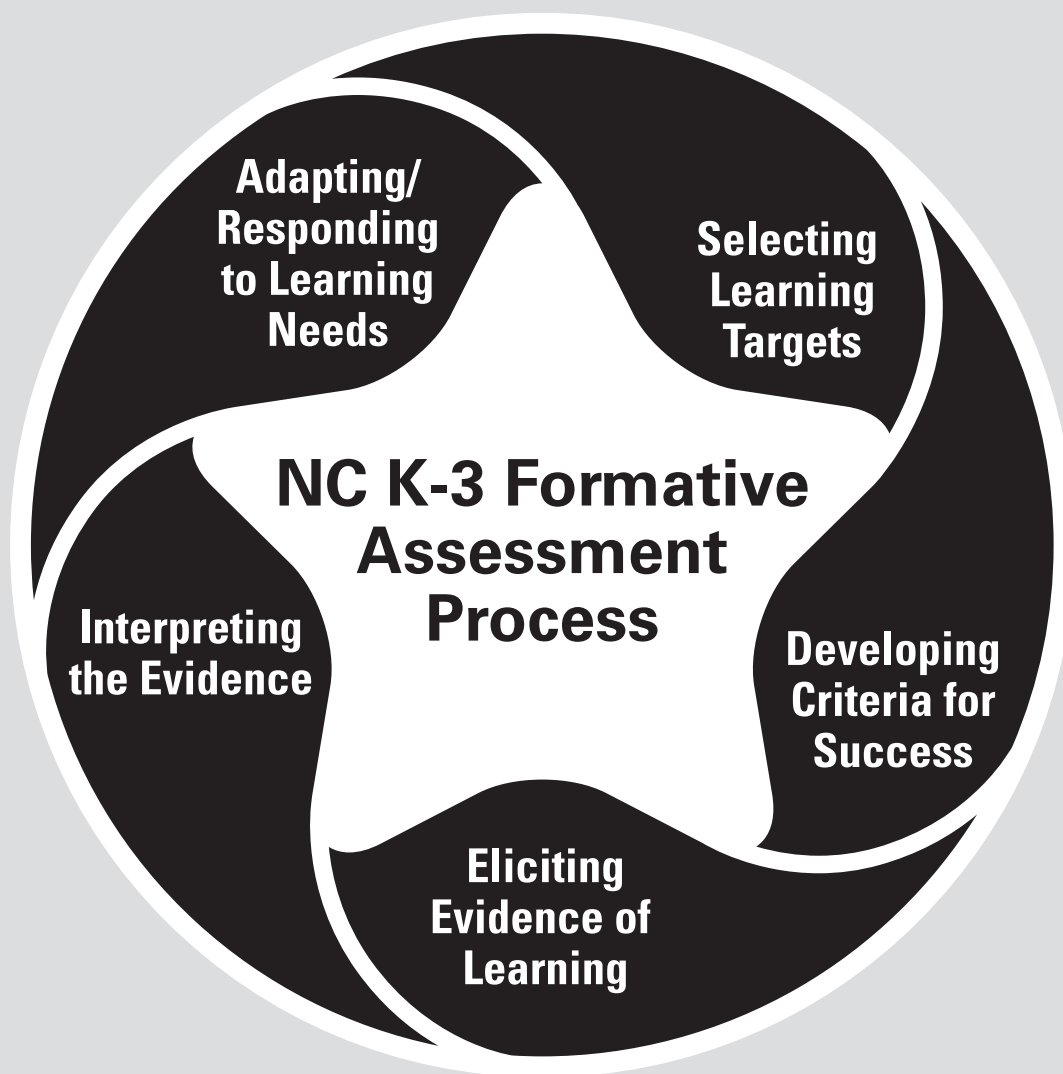 NC K-3 Formative
Assessment
Process
Selecting
Learning
Targets
Developing
Criteria for
Success
Eliciting
Evidence of
Learning
Interpreting
the Evidence
Adapting/
Responding
to Learning
Needs